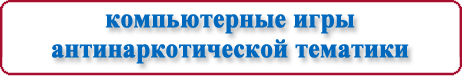 компьютерные игры
антинаркотической тематики